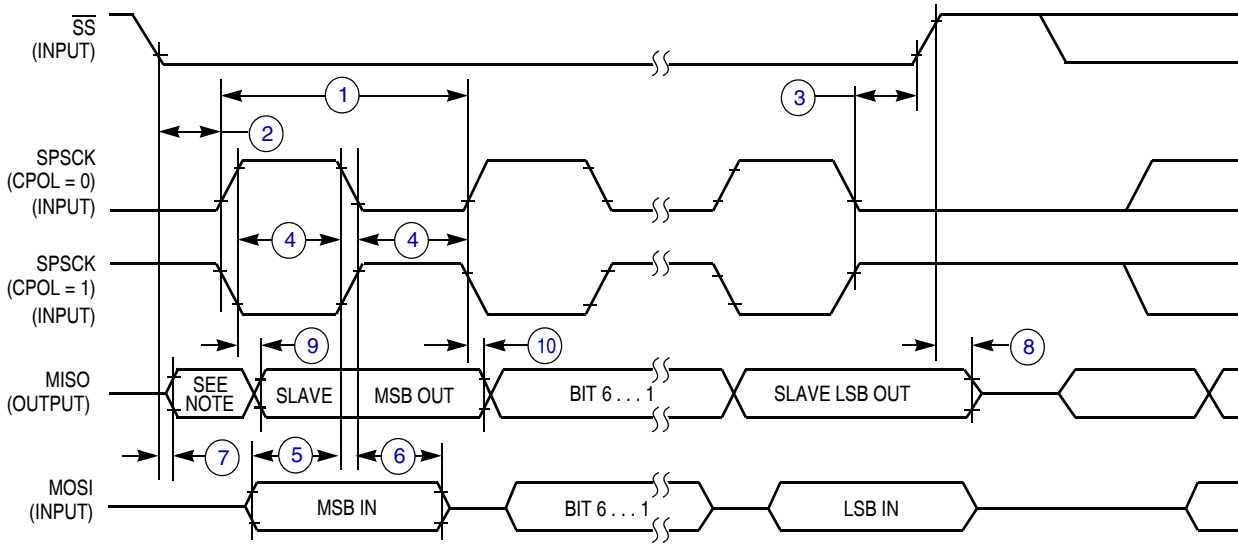 SS
(INPUT)
1
3
2
SPSCK
(CPOL = 0)
(INPUT)
4
4
SPSCK
(CPOL = 1)
(INPUT)
9
10
8
MISO
(OUTPUT)
SEE
NOTE
SLAVE
MSB OUT
BIT 6 . . . 1
SLAVE LSB OUT
7
5
6
MOSI
(INPUT)
MSB IN
BIT 6 . . . 1
LSB IN